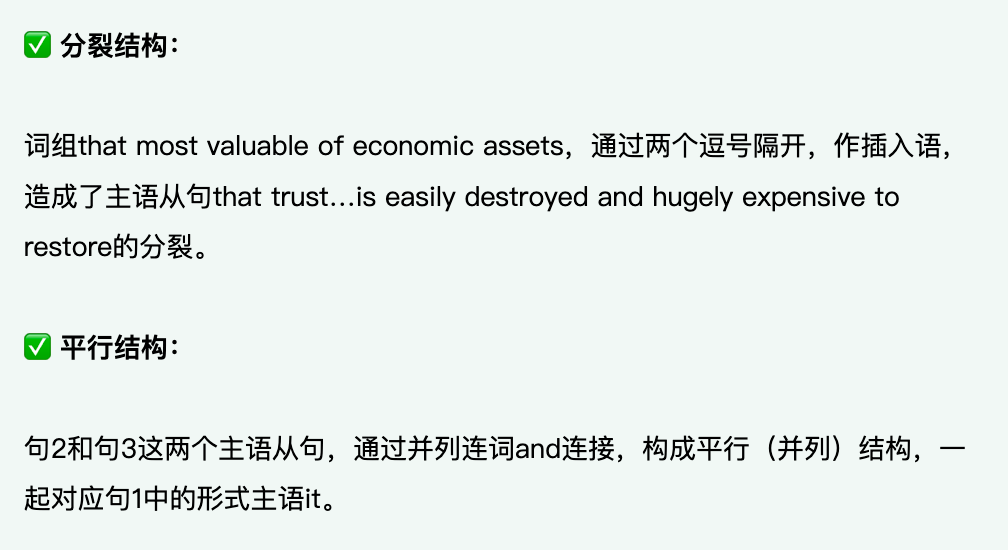 ✅ 分裂结构：
词组that most valuable of economic assets，通过两个逗号隔开，作插入语，
造成了主语从句that trust…is easily destroyed and hugely expensive to
restore的分裂。
✅ 平行结构：
句2和句3这两个主语从句，通过并列连词and连接，构成平行（并列）结构，一
起对应句1中的形式主语it。